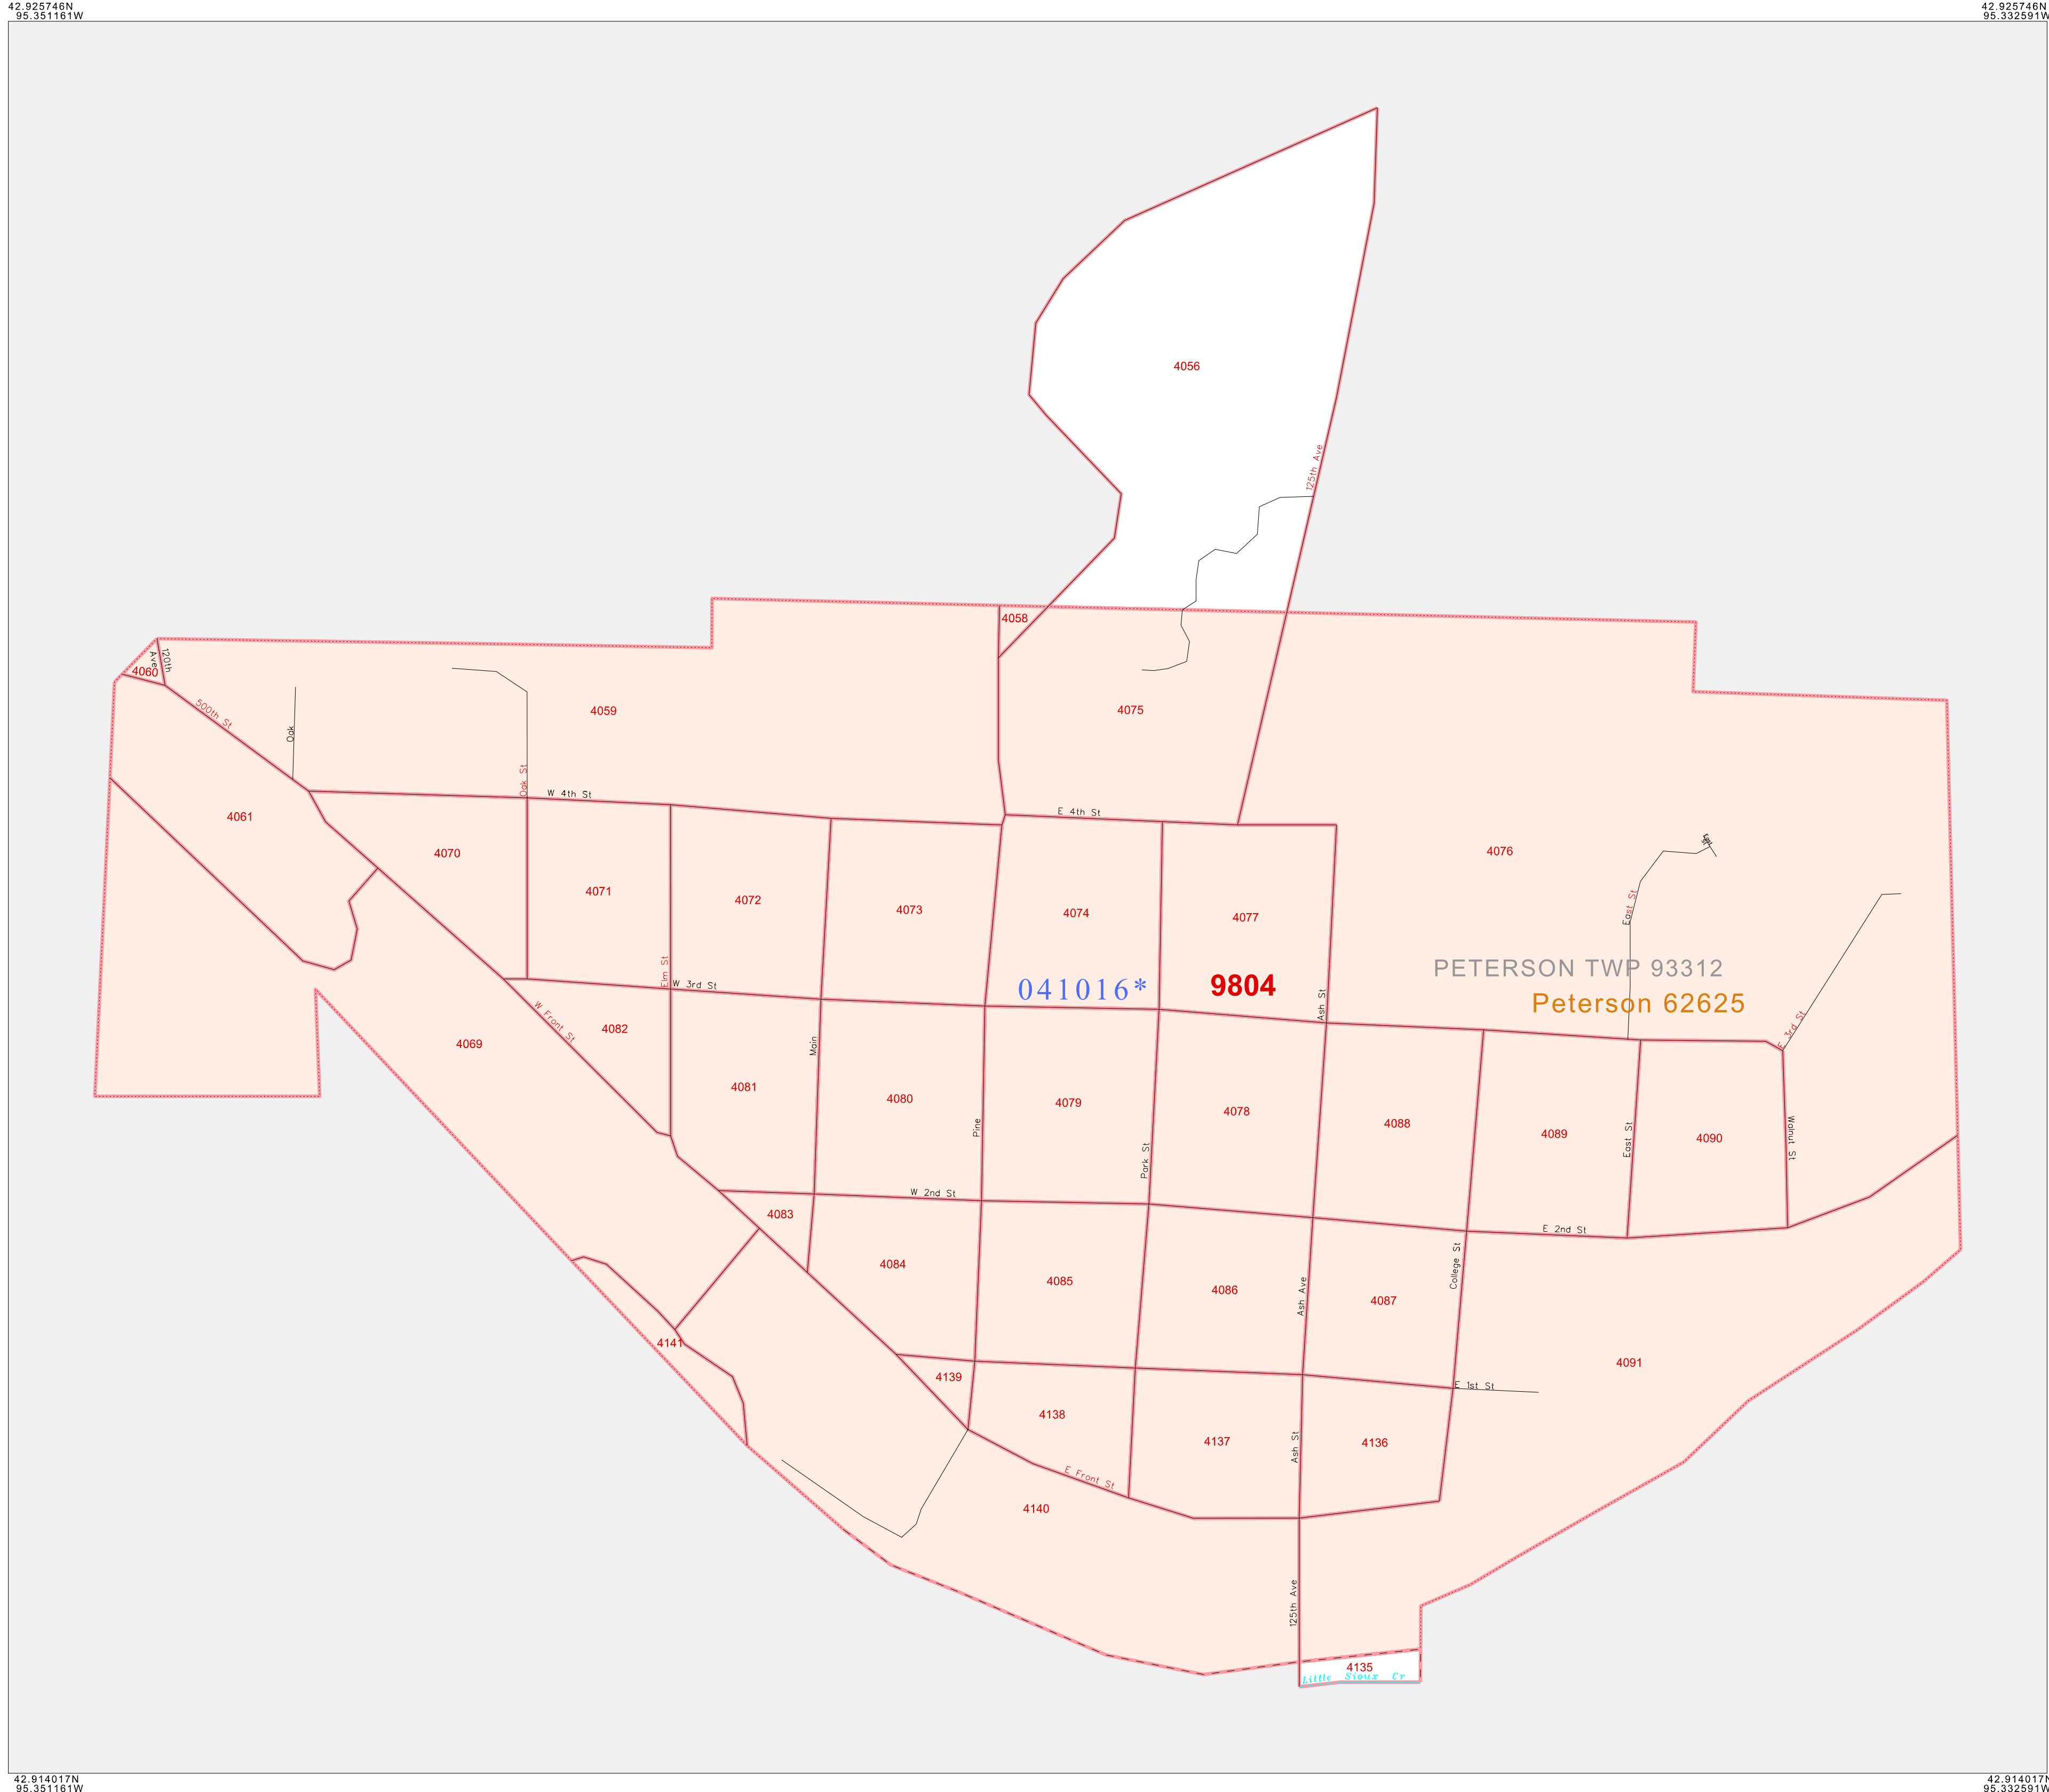 42.925746N
95.351161W
42.925746N
95.332591W
4056
125th Ave
4058
120th
Ave
4060
500th St
Oak
4059
4075
Oak St
W 4th St
E 4th St
4061
4070
4071
4072
4073
4074
4077
4076
East St
E 3rd St
PETERSON TWP 93312
Peterson 62625
041016*
9804
Elm St
W 3rd St
Ash St
W Front St
4082
4069
Main
4081
4080
Pine
4079
Park St
4078
4088
4089
East St
4090
Walnut St
W 2nd St
E 2nd St
4083
4084
4085
4086
Ash Ave
4087
College St
4141
4139
4091
E 1st St
4138
4137
Ash St
4136
E Front St
4140
125th Ave
4135
Little Sioux Cr
42.914017N
95.351161W
42.914017N
95.332591W